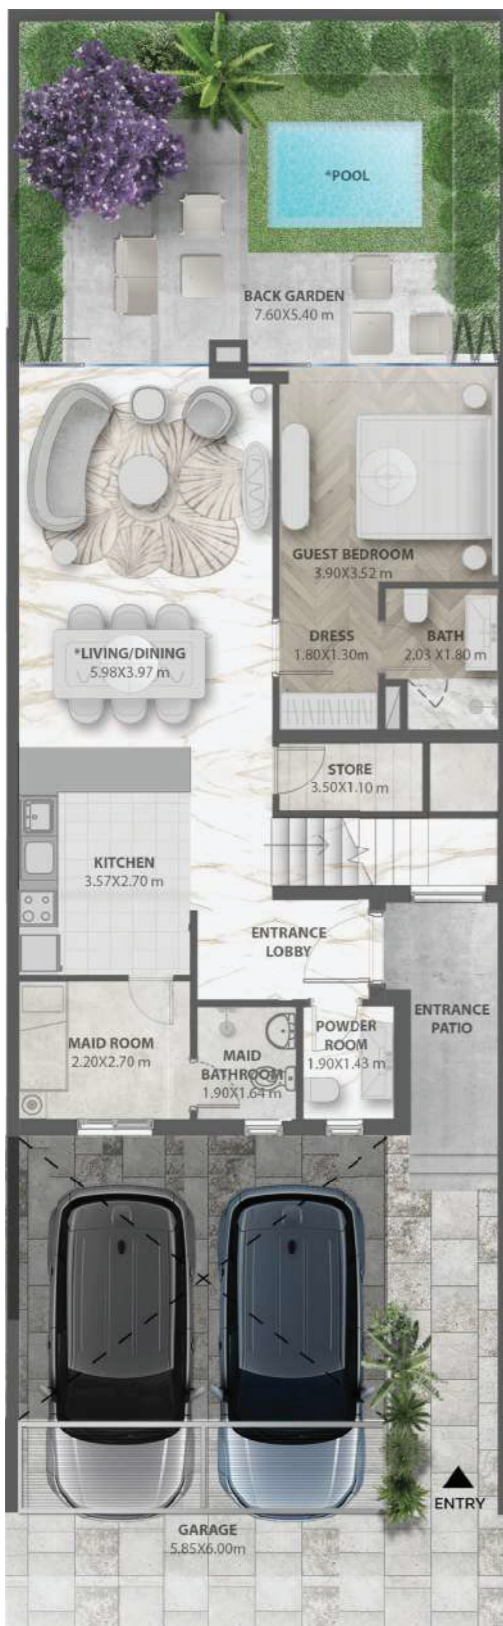 *POOL
BACK GARDEN
7.60X5.40 m
GUEST BEDROOM
3.90X3.52 m
*LIVING/DINING
5.98X3.97 m
DRESS
1.80X1.30m
BATH
2.03 X1.80 m
STORE
3.50X1.10 m
KITCHEN
3.57X2.70 m
ENTRANCE
LOBBY
ENTRANCE
PATIO
MAID ROOM
2.20X2.70 m
MAID
BATHROOM
1.90X1.64 m
POWDER
ROOM
1.90X1.43 m
ENTRY
GARAGE
5.85X6.00m